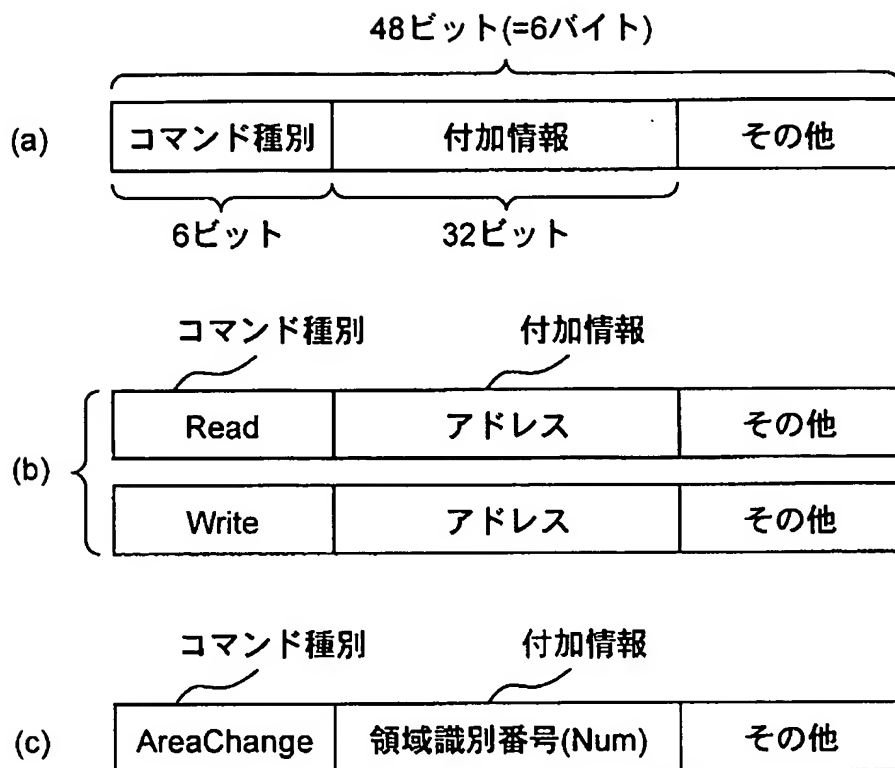 48ビット(=6バイト)
(a) コマンド種別 付加情報 その他
6ビット 32ビット
コマンド種別 付加情報
Read アドレス その他
(b)
Write アドレス その他
コマンド種別 付加情報
(c) AreaChange 領域識別番号(Num) その他